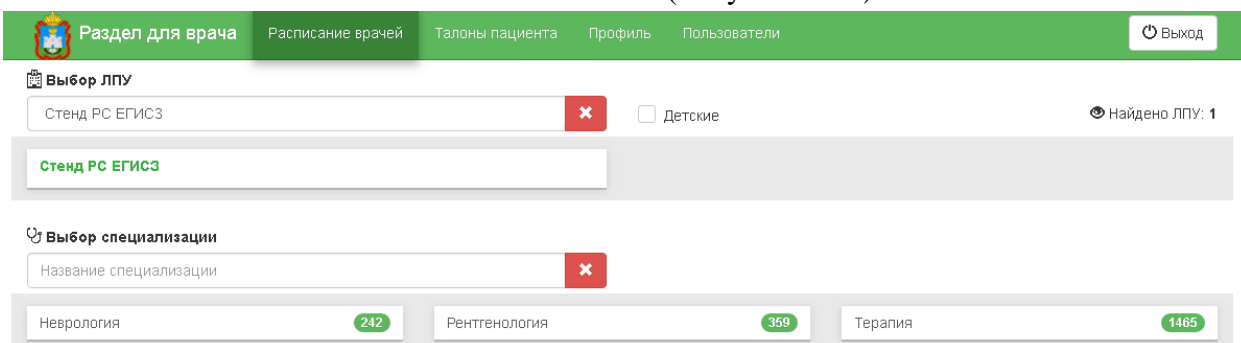 Раздел для врача Расписание врачей Талоны пациента Профиль Пользователи Выход
Выбор ЛПУ
Стенд РС ЕГИСЗ Детские Найдено ЛПУ: 1
Стенд РС ЕГИСЗ
Выбор специализации
Название специализации
Неврология 242 Рентгенология 359 Терапия 1465